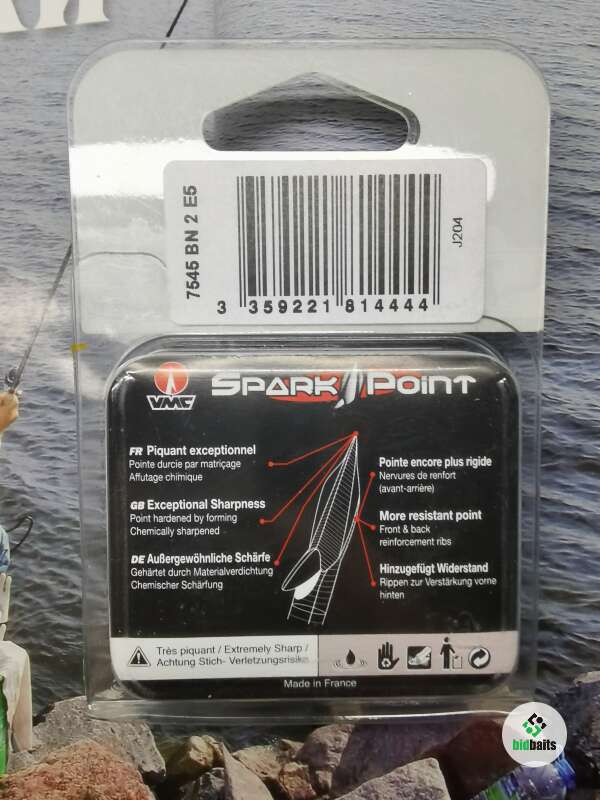 7545 BN 2 E5
3 359221 814444
J204
VMC
SPARK POINT
FR Piquant exceptionnel
Pointe durcie par matriçage
Affutage chimique
GB Exceptional Sharpness
Point hardened by forming
Chemically sharpened
DE Außergewöhnliche Schärfe
Gehärtet durch Materialverdichtung
Chemischer Schärfung
Pointe encore plus rigide
Nervures de renfort
(avant-arrière)
More resistant point
Front & back
reinforcement ribs
Hinzugefügt Widerstand
Rippen zur Verstärkung vorne
hinten
Très piquant / Extremely Sharp /
Achtung Stich- Verletzungsrisiko
Made in France
bidbaits